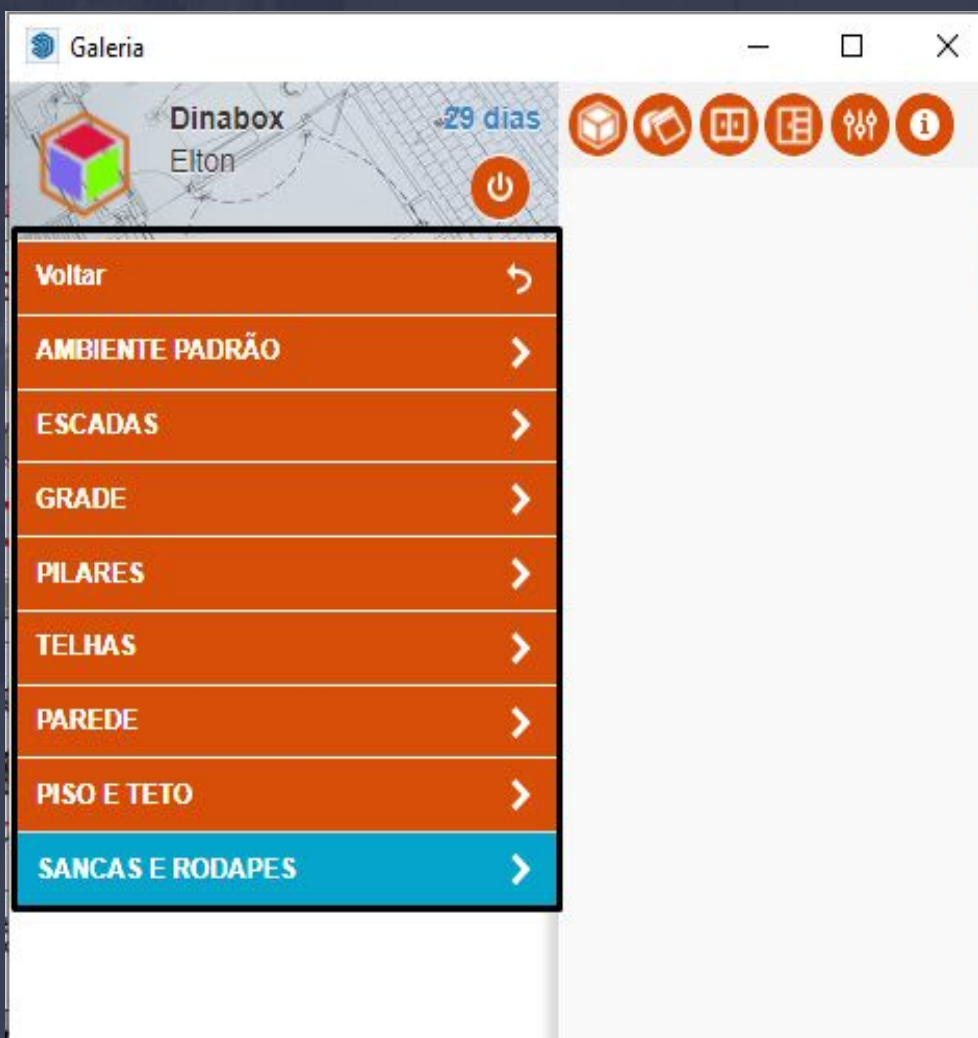 Galeria
Dinabox
29 dias
Elton
Voltar
AMBIENTE PADRÃO
ESCADAS
GRADE
PILARES
TELHAS
PAREDE
PISO E TETO
SANCAS E RODAPES